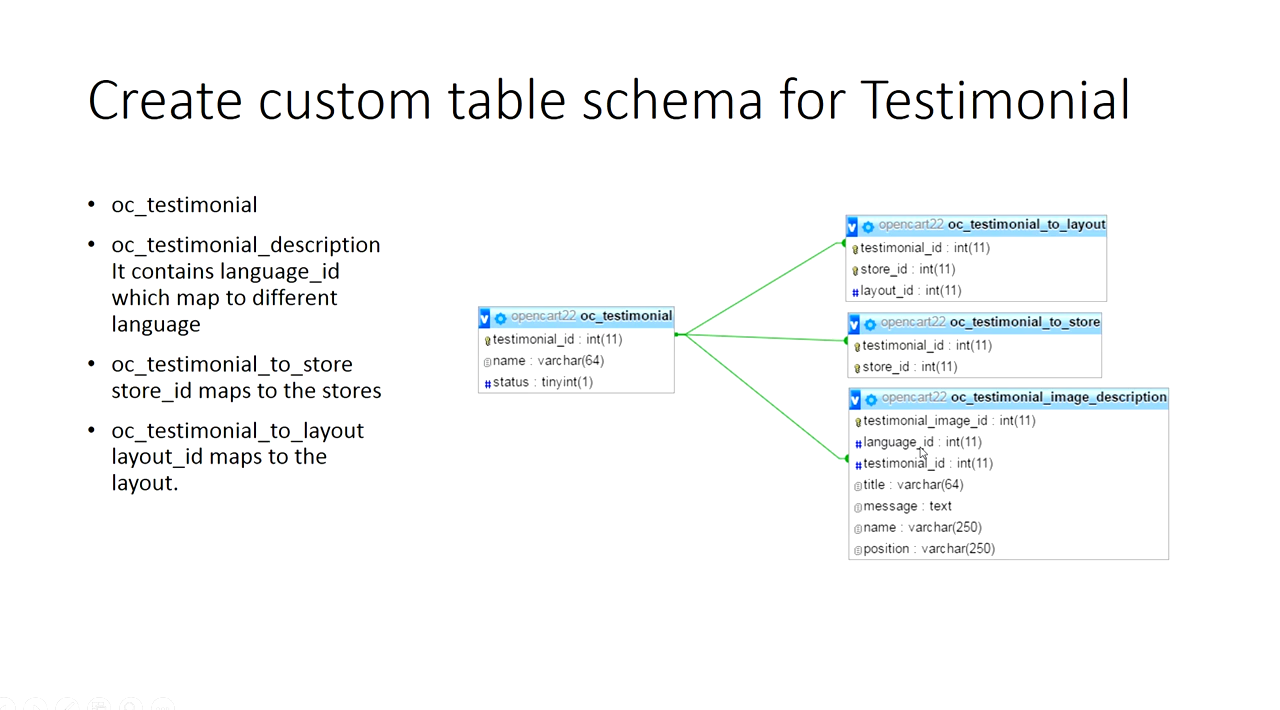 Create custom table schema for Testimonial
• oc_testimonial
• oc_testimonial_description
It contains language_id
which map to different
language
• oc_testimonial_to_store
store_id maps to the stores
• oc_testimonial_to_layout
layout_id maps to the
layout.
opencart22 oc_testimonial
testimonial_id : int(11)
name : varchar(64)
# status : tinyint(1)
opencart22 oc_testimonial_to_layout
testimonial_id : int(11)
store_id : int(11)
# layout_id : int(11)
opencart22 oc_testimonial_to_store
testimonial_id : int(11)
store_id : int(11)
opencart22 oc_testimonial_image_description
testimonial_image_id : int(11)
# language_id : int(11)
# testimonial_id : int(11)
title : varchar(64)
message : text
name : varchar(250)
position : varchar(250)